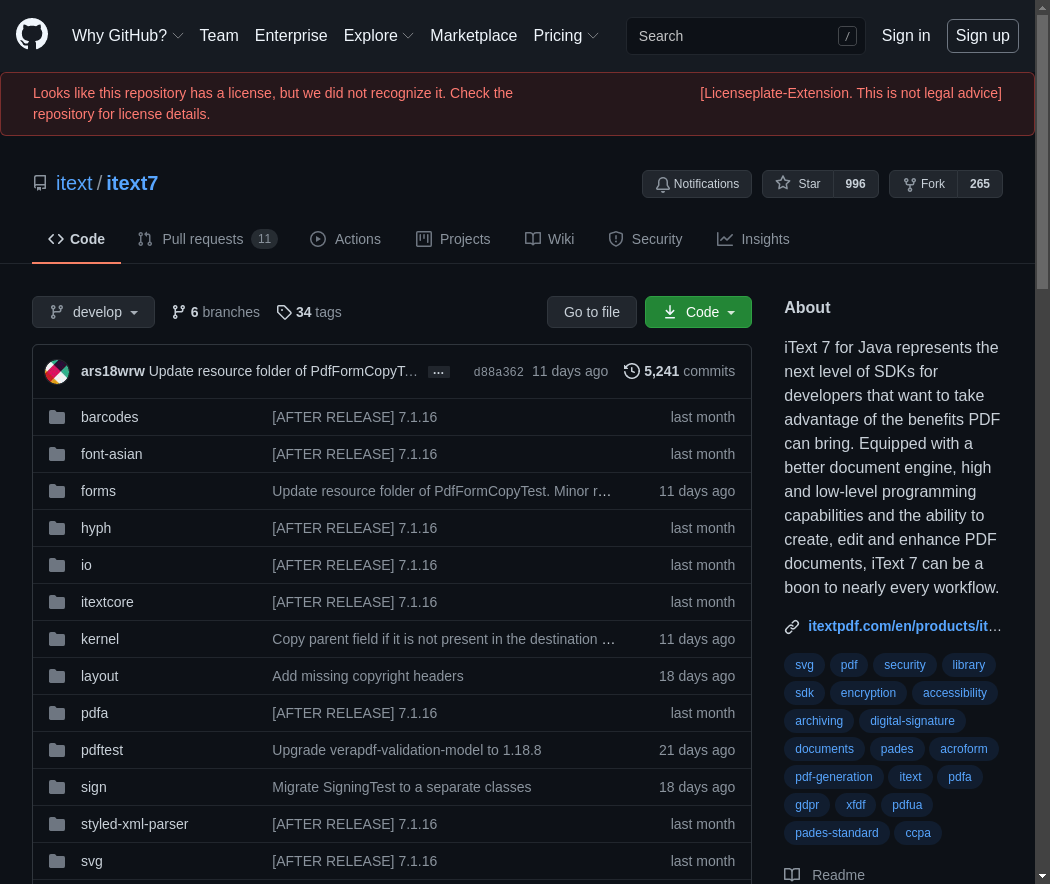 Why GitHub? Team Enterprise Explore Marketplace Pricing Search / Sign in Sign up
Looks like this repository has a license, but we did not recognize it. Check the repository for license details.
[Licenseplate-Extension. This is not legal advice]
itext / itext7
Notifications Star 996 Fork 265
Code Pull requests 11 Actions Projects Wiki Security Insights
develop 6 branches 34 tags Go to file Code
ars18wrw Update resource folder of PdfFormCopyT… … d88a362 11 days ago 5,241 commits
barcodes [AFTER RELEASE] 7.1.16 last month
font-asian [AFTER RELEASE] 7.1.16 last month
forms Update resource folder of PdfFormCopyTest. Minor r… 11 days ago
hyph [AFTER RELEASE] 7.1.16 last month
io [AFTER RELEASE] 7.1.16 last month
itextcore [AFTER RELEASE] 7.1.16 last month
kernel Copy parent field if it is not present in the destination … 11 days ago
layout Add missing copyright headers 18 days ago
pdfa [AFTER RELEASE] 7.1.16 last month
pdftest Upgrade verapdf-validation-model to 1.18.8 21 days ago
sign Migrate SigningTest to a separate classes 18 days ago
styled-xml-parser [AFTER RELEASE] 7.1.16 last month
svg [AFTER RELEASE] 7.1.16 last month
About
iText 7 for Java represents the
next level of SDKs for
developers that want to take
advantage of the benefits PDF
can bring. Equipped with a
better document engine, high
and low-level programming
capabilities and the ability to
create, edit and enhance PDF
documents, iText 7 can be a
boon to nearly every workflow.
itextpdf.com/en/products/it…
svg pdf security library
sdk encryption accessibility
archiving digital-signature
documents pades acroform
pdf-generation itext pdfa
gdpr xfdf pdfua
pades-standard ccpa
Readme